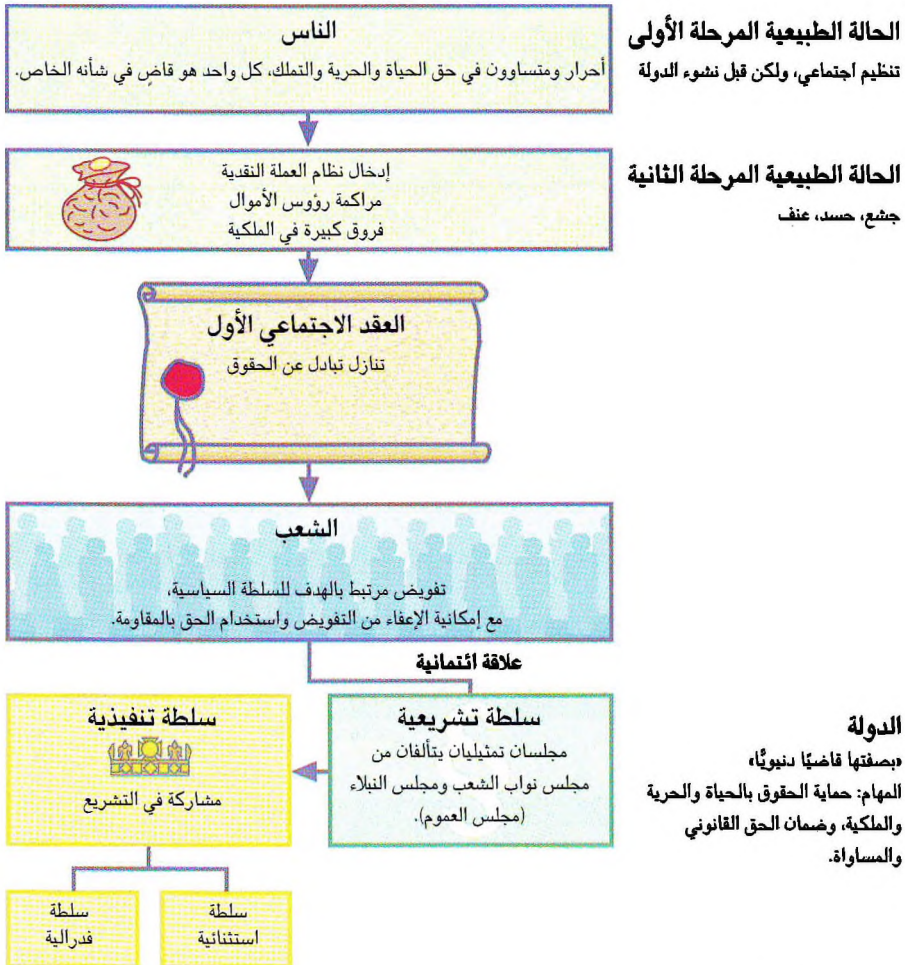 الحالة الطبيعية المرحلة الأولى
تنظيم اجتماعي، ولكن قبل نشوء الدولة
الناس
أحرار ومتساوون في حق الحياة والحرية والتملك، كل واحد هو قاضٍ في شأنه الخاص.
الحالة الطبيعية المرحلة الثانية
جشع، حسد، عنف
إدخال نظام العملة النقدية
مراكمة رؤوس الأموال
فروق كبيرة في الملكية
العقد الاجتماعي الأول
تنازل تبادل عن الحقوق
الشعب
تفويض مرتبط بالهدف للسلطة السياسية،
مع إمكانية الإعفاء من التفويض واستخدام الحق بالمقاومة.
علاقة ائتمانية
الدولة
«بصفتها قاضيًا دنيويًّا»
المهام: حماية الحقوق بالحياة والحرية
والملكية، وضمان الحق القانوني
والمساواة.
سلطة تشريعية
مجلسان تمثيليان يتألفان من
مجلس نواب الشعب ومجلس النبلاء
(مجلس العموم).
سلطة تنفيذية
مشاركة في التشريع
سلطة
استثنائية
سلطة
فدرالية